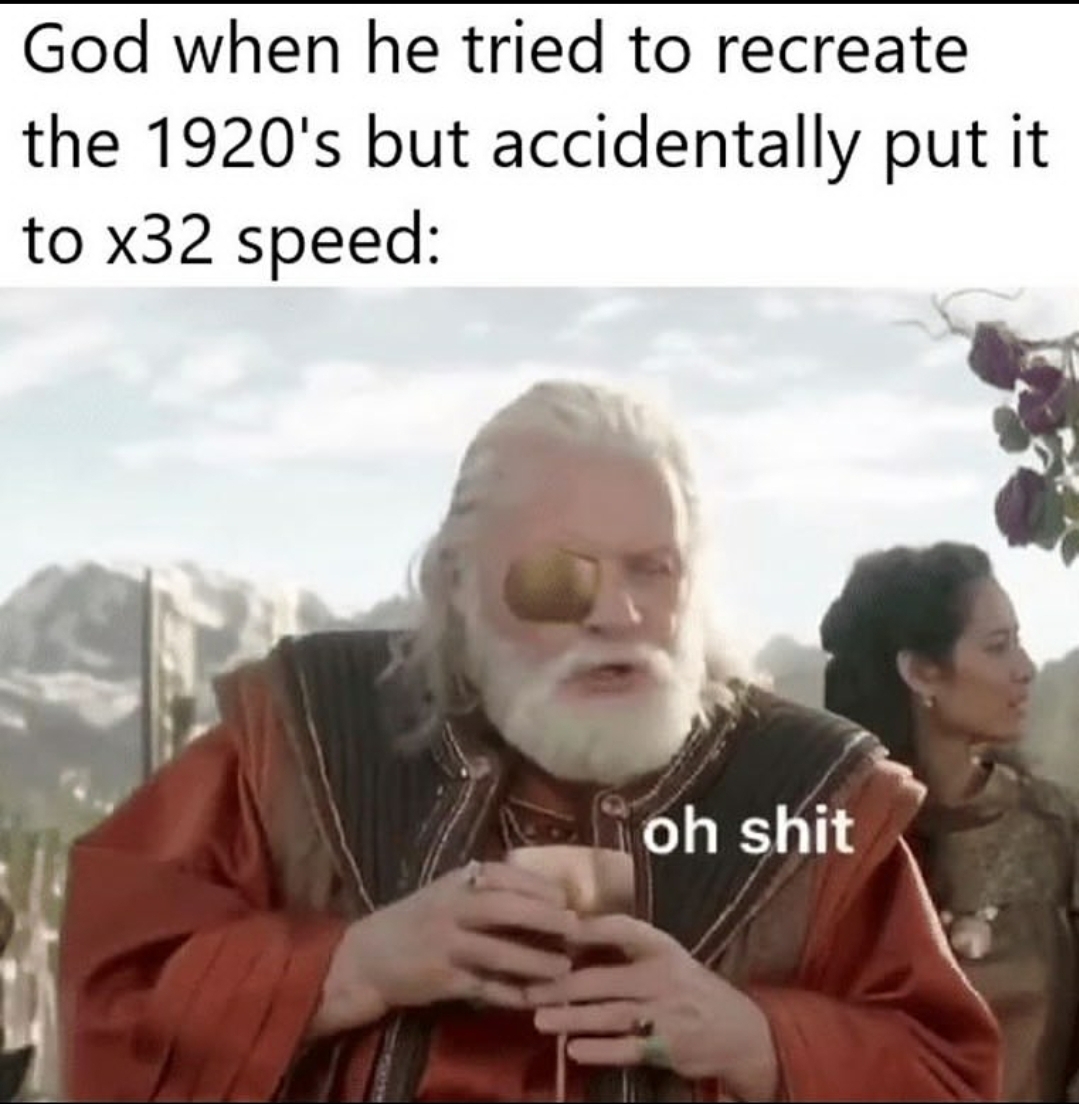 God when he tried to recreate
the 1920's but accidentally put it
to x32 speed:
oh shit